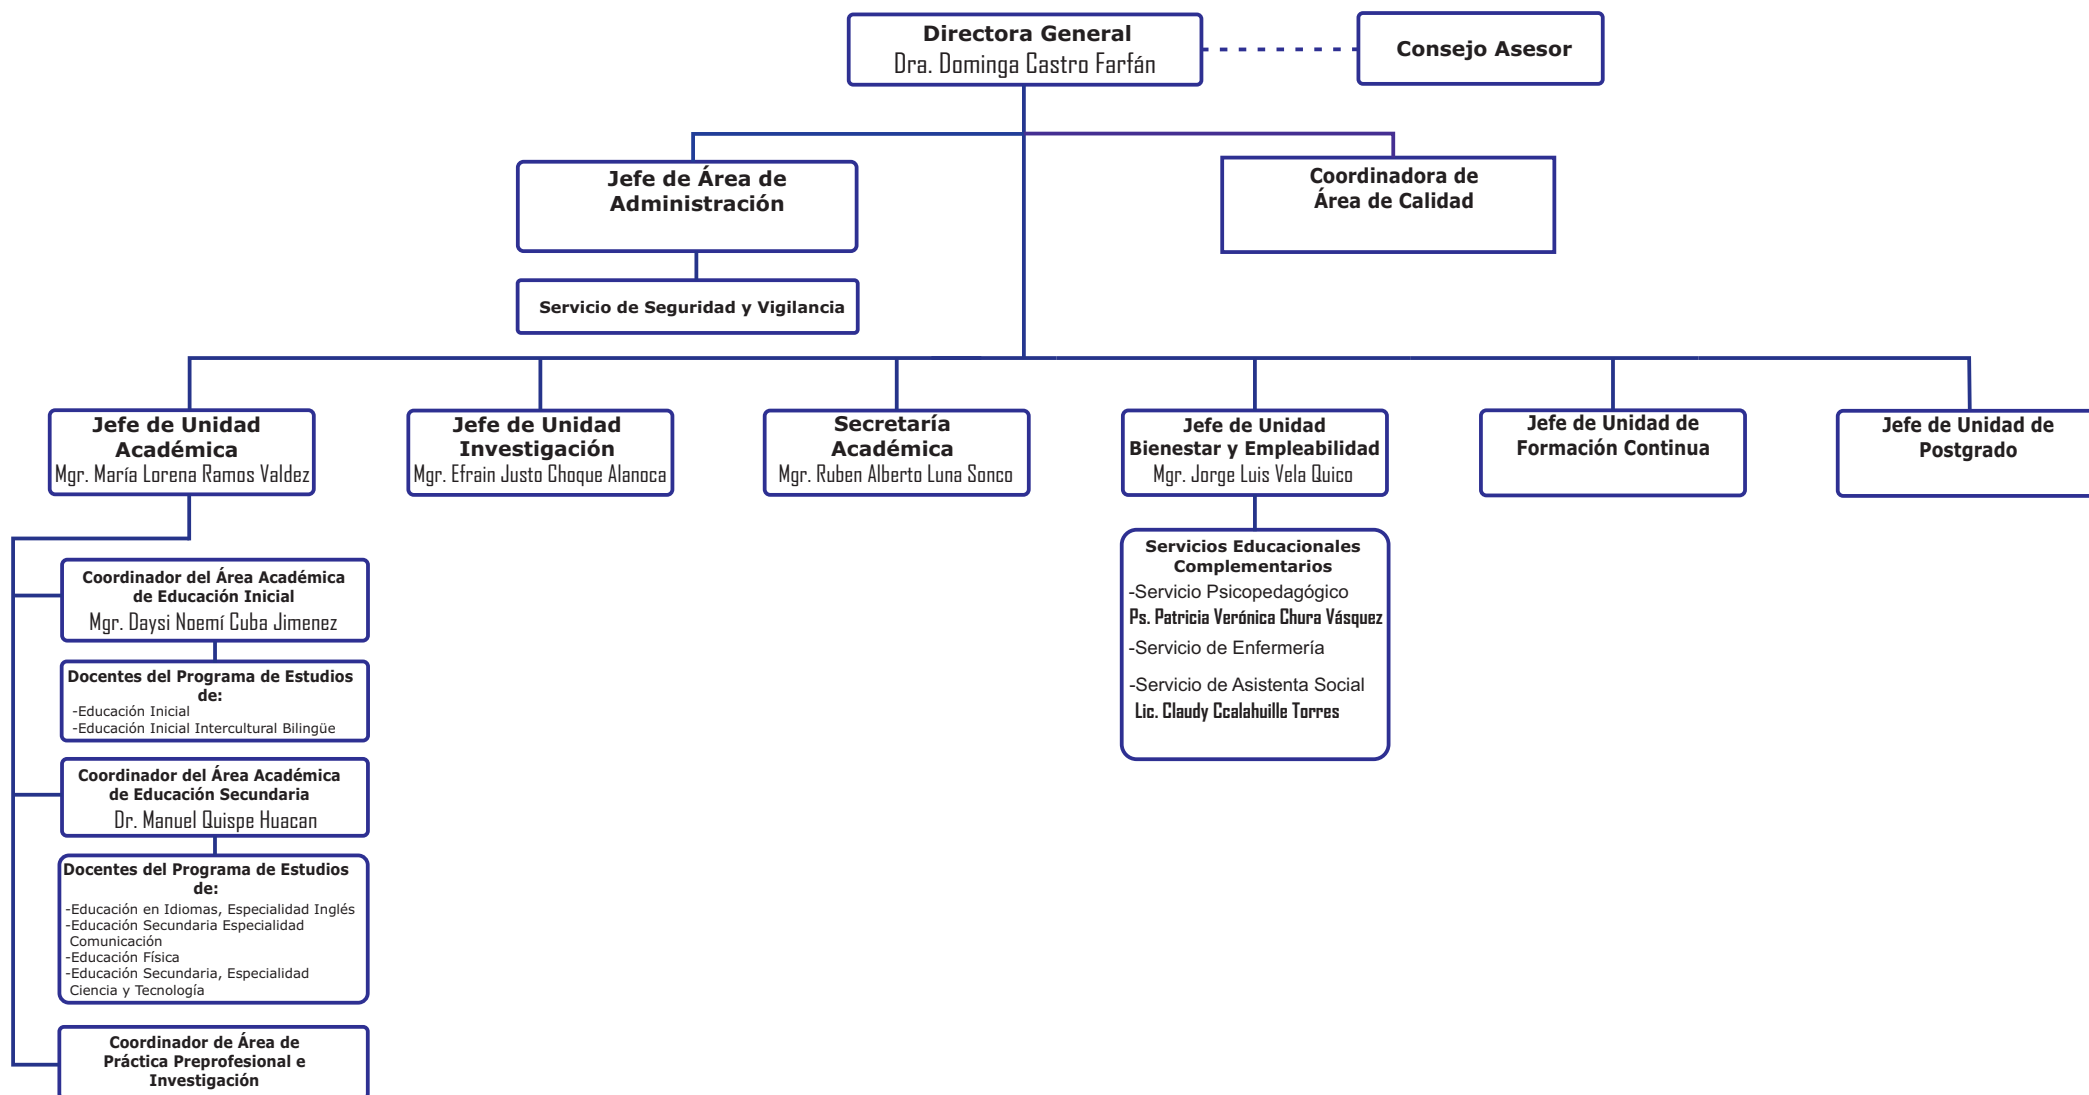 Directora General
Dra. Dominga Castro Farfán
Consejo Asesor
Jefe de Área de
Administración
Coordinadora de
Área de Calidad
Servicio de Seguridad y Vigilancia
Jefe de Unidad
Académica
Mgr. María Lorena Ramos Valdez
Jefe de Unidad
Investigación
Mgr. Efrain Justo Choque Alanoca
Secretaría
Académica
Mgr. Ruben Alberto Luna Sonco
Jefe de Unidad
Bienestar y Empleabilidad
Mgr. Jorge Luis Vela Quico
Jefe de Unidad de
Formación Continua
Jefe de Unidad de
Postgrado
Coordinador del Área Académica
de Educación Inicial
Mgr. Daysi Noemí Cuba Jimenez
Docentes del Programa de Estudios
de:
-Educación Inicial
-Educación Inicial Intercultural Bilingüe
Coordinador del Área Académica
de Educación Secundaria
Dr. Manuel Quispe Huacan
Docentes del Programa de Estudios
de:
-Educación en Idiomas, Especialidad Inglés
-Educación Secundaria Especialidad
Comunicación
-Educación Física
-Educación Secundaria, Especialidad
Ciencia y Tecnología
Coordinador de Área de
Práctica Preprofesional e
Investigación
Servicios Educacionales
Complementarios
-Servicio Psicopedagógico
Ps. Patricia Verónica Chura Vásquez
-Servicio de Enfermería
-Servicio de Asistenta Social
Lic. Claudy Ccalahuille Torres